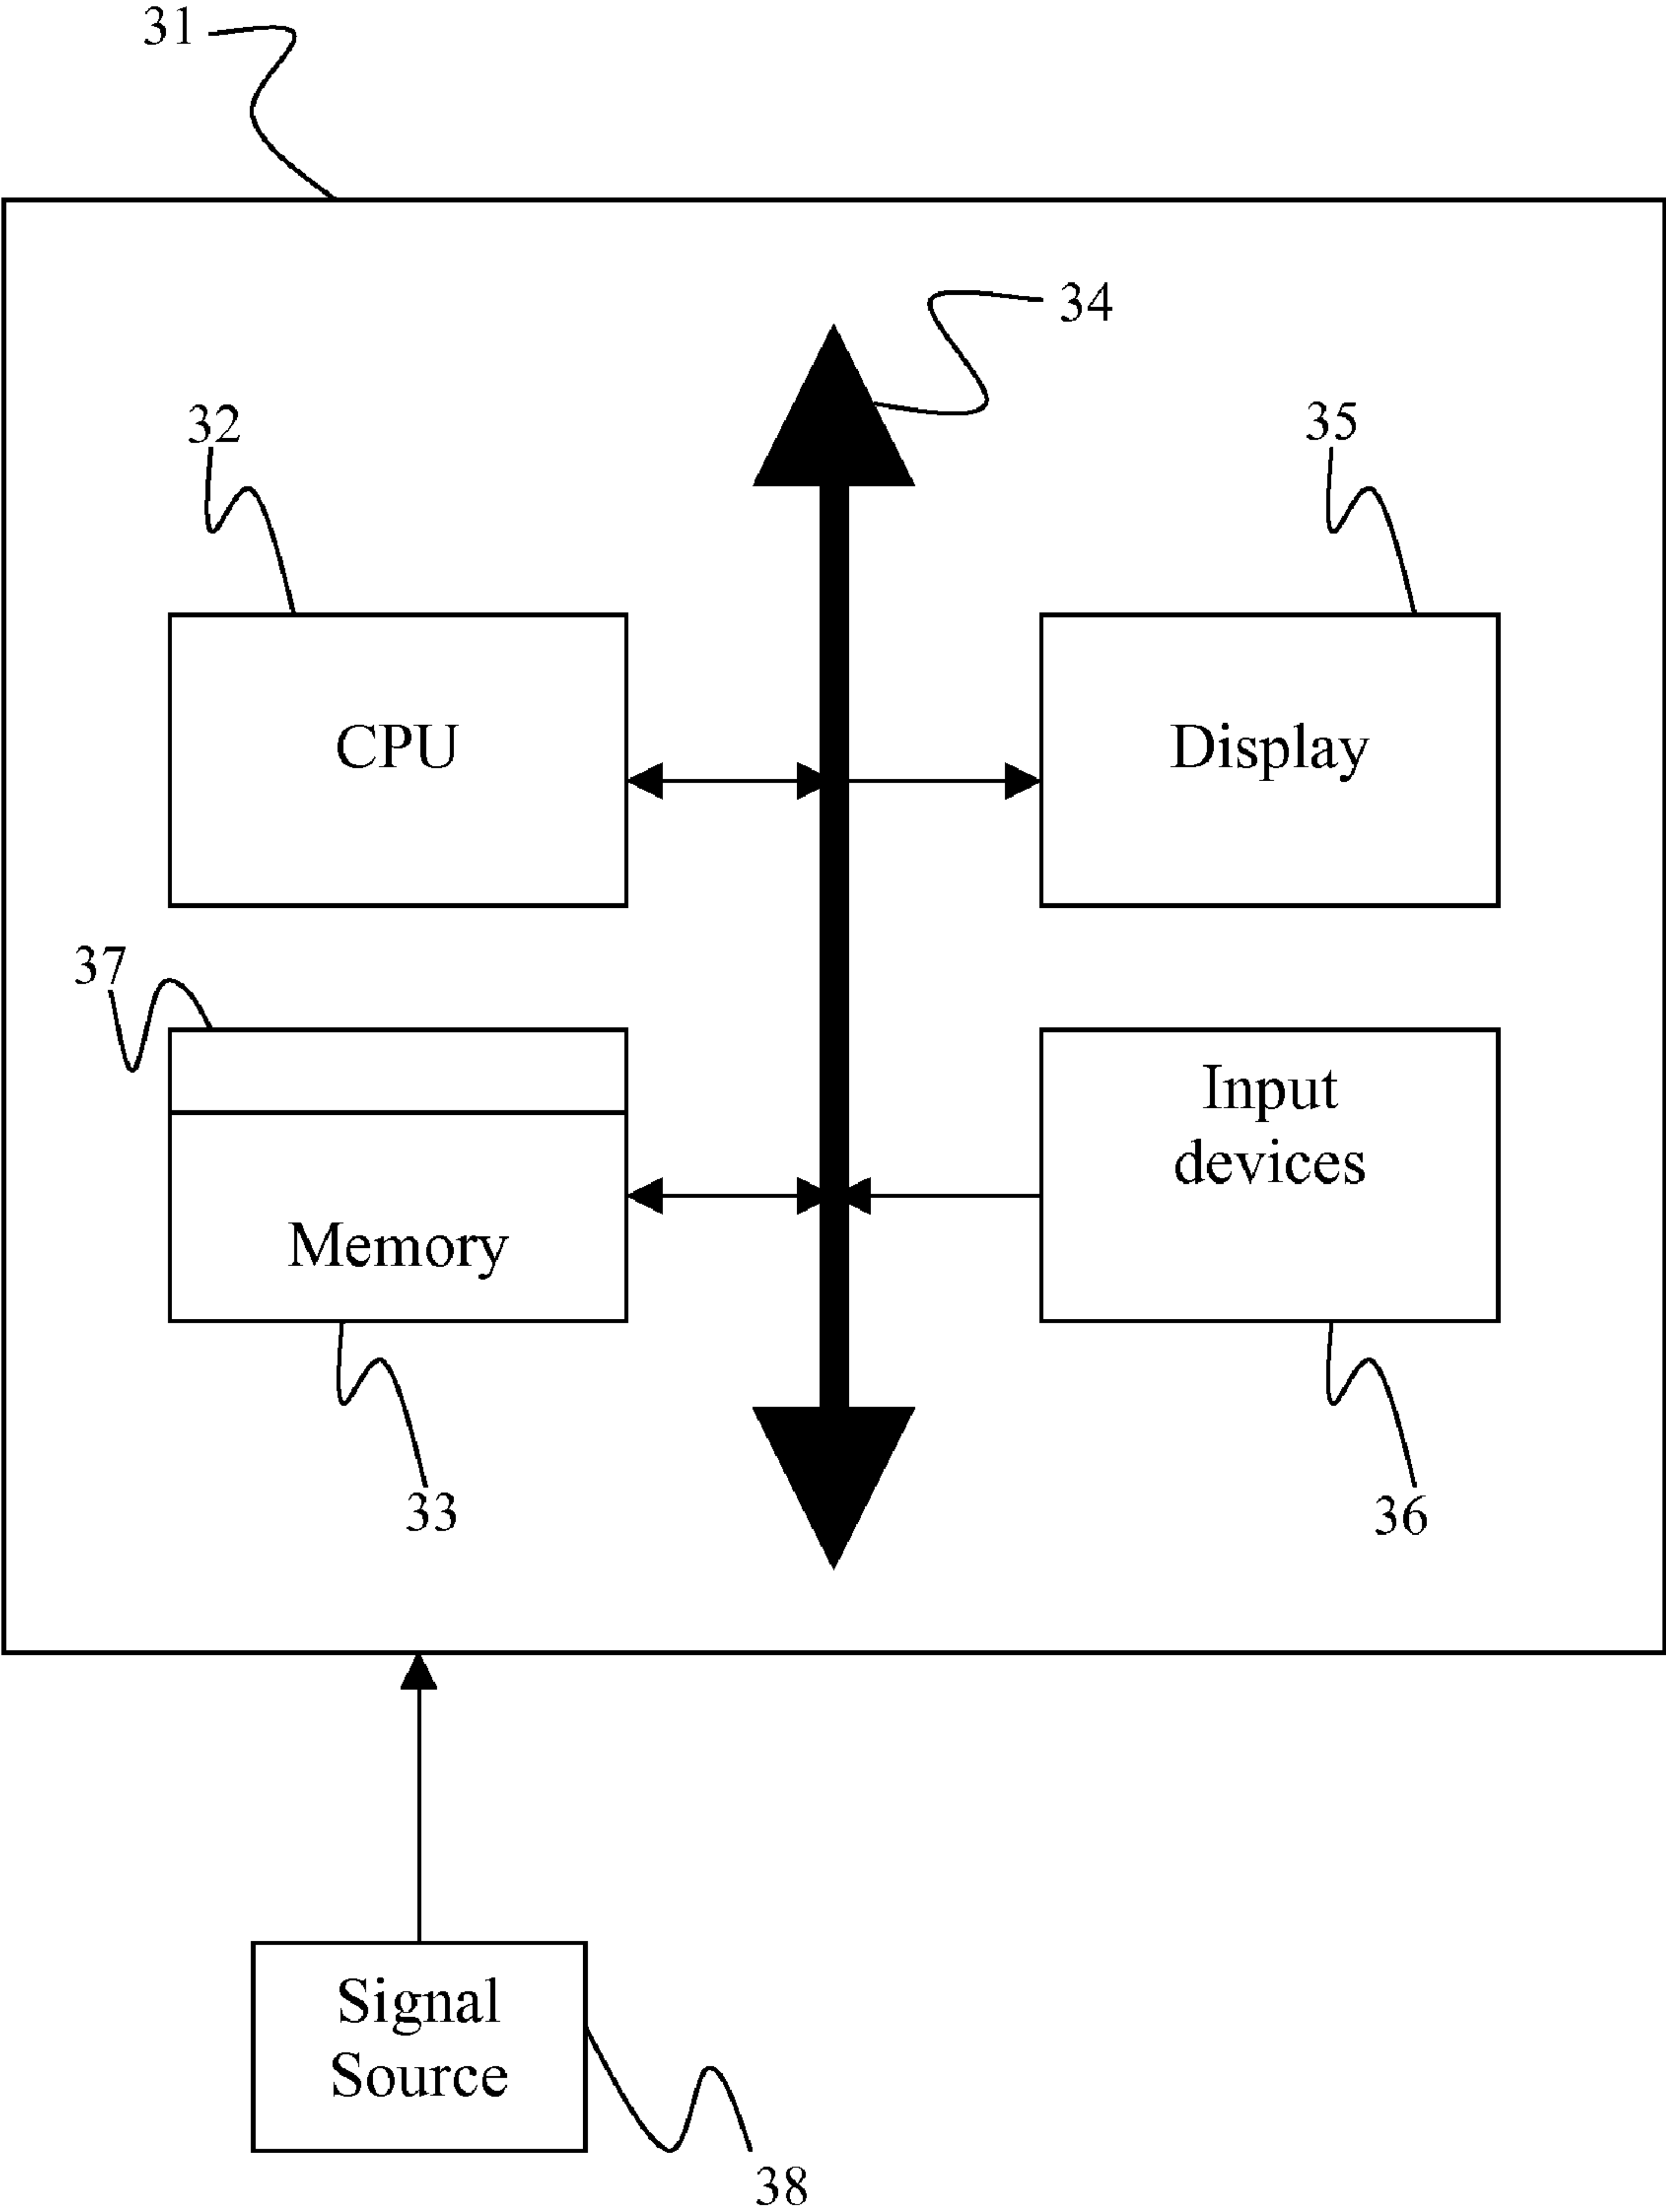 31
34
32
35
CPU
Display
37
Input
devices
Memory
33
36
Signal
Source
38